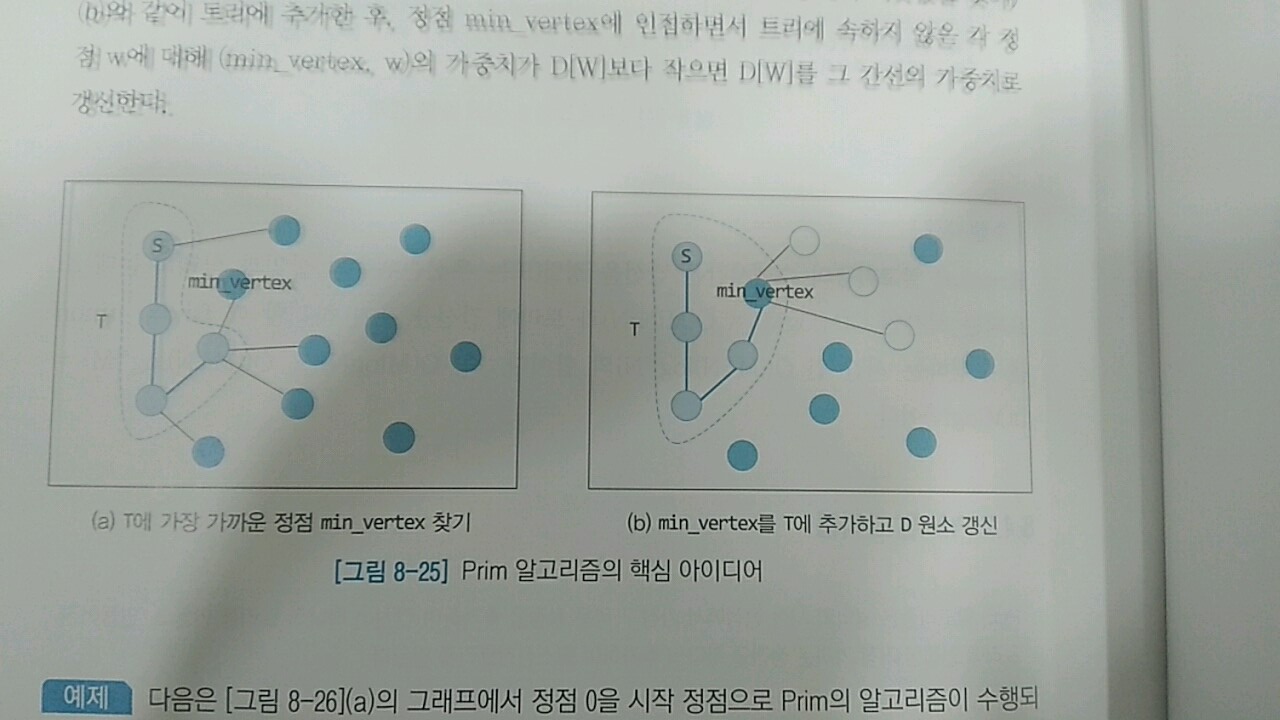 (b)와 같이 트리에 추가한 후, 정점 min_vertex에 인접하면서 트리에 속하지 않은 각 정
점 w에 대해 (min_vertex, w)의 가중치가 D[W]보다 작으면 D[W]를 그 간선의 가중치로
갱신한다.
S
min_vertex
T
S
min_vertex
T
(a) T에 가장 가까운 정점 min_vertex 찾기
(b) min_vertex를 T에 추가하고 D 원소 갱신
[그림 8-25] Prim 알고리즘의 핵심 아이디어
예제 다음은 [그림 8-26](a)의 그래프에서 정점 0을 시작 정점으로 Prim의 알고리즘이 수행되